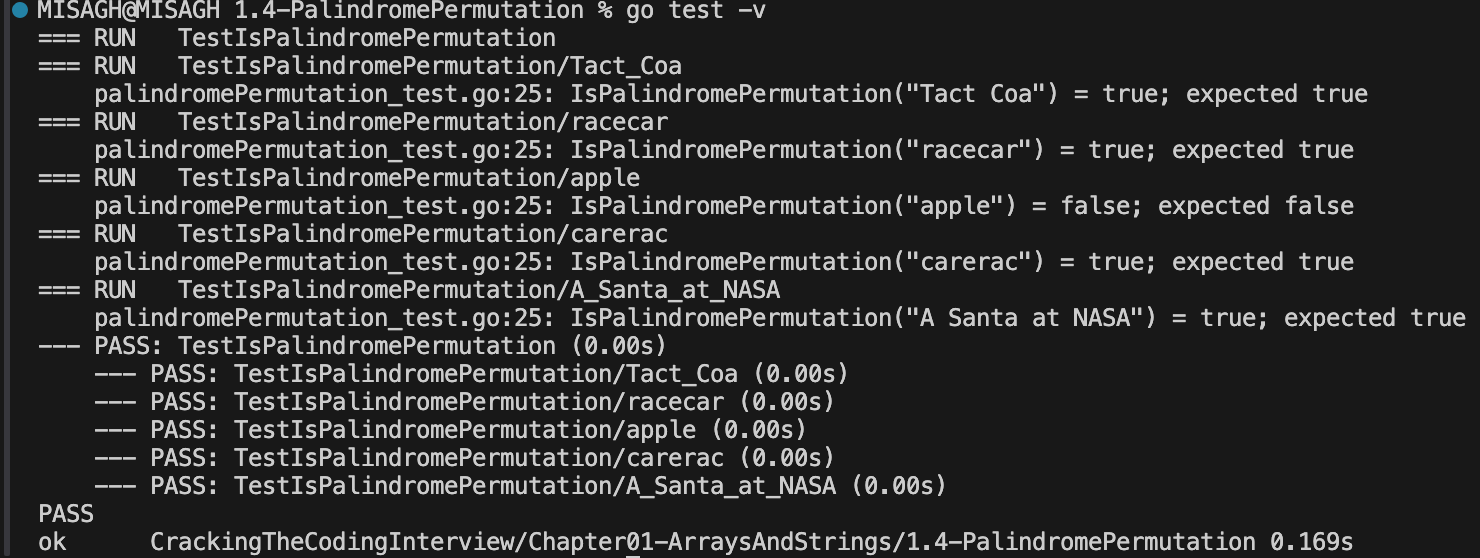 MISAGH@MISAGH 1.4-PalindromePermutation % go test -v
=== RUN   TestIsPalindromePermutation
=== RUN   TestIsPalindromePermutation/Tact_Coa
    palindromePermutation_test.go:25: IsPalindromePermutation("Tact Coa") = true; expected true
=== RUN   TestIsPalindromePermutation/racecar
    palindromePermutation_test.go:25: IsPalindromePermutation("racecar") = true; expected true
=== RUN   TestIsPalindromePermutation/apple
    palindromePermutation_test.go:25: IsPalindromePermutation("apple") = false; expected false
=== RUN   TestIsPalindromePermutation/carerac
    palindromePermutation_test.go:25: IsPalindromePermutation("carerac") = true; expected true
=== RUN   TestIsPalindromePermutation/A_Santa_at_NASA
    palindromePermutation_test.go:25: IsPalindromePermutation("A Santa at NASA") = true; expected true
--- PASS: TestIsPalindromePermutation (0.00s)
    --- PASS: TestIsPalindromePermutation/Tact_Coa (0.00s)
    --- PASS: TestIsPalindromePermutation/racecar (0.00s)
    --- PASS: TestIsPalindromePermutation/apple (0.00s)
    --- PASS: TestIsPalindromePermutation/carerac (0.00s)
    --- PASS: TestIsPalindromePermutation/A_Santa_at_NASA (0.00s)
PASS
ok      CrackingTheCodingInterview/Chapter01-ArraysAndStrings/1.4-PalindromePermutation 0.169s